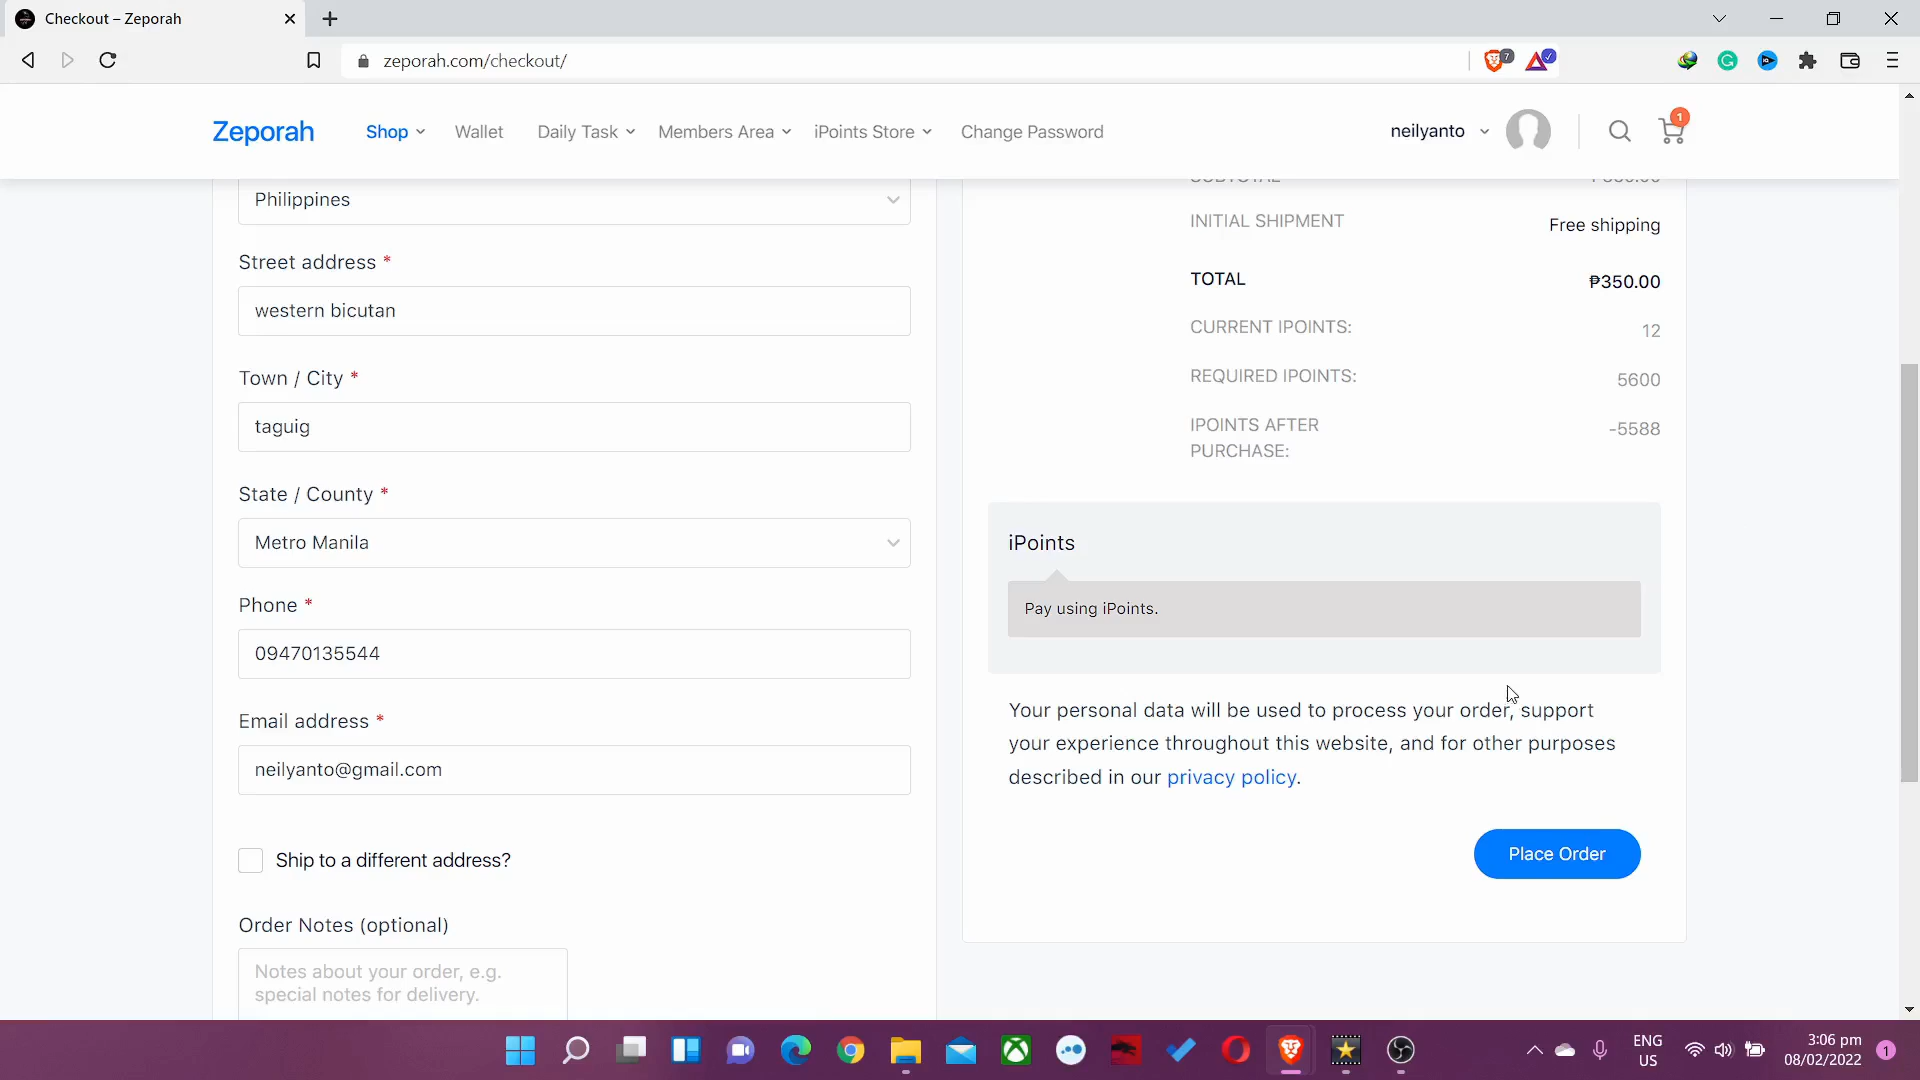 Checkout – Zeporah
zeporah.com/checkout/
7
Zeporah
Shop
Wallet
Daily Task
Members Area
iPoints Store
Change Password
neilyanto
1
Philippines
Street address *
western bicutan
Town / City *
taguig
State / County *
Metro Manila
Phone *
09470135544
Email address *
neilyanto@gmail.com
Ship to a different address?
Order Notes (optional)
Notes about your order, e.g.
special notes for delivery.
SUBTOTAL ₱350.00
INITIAL SHIPMENT Free shipping
TOTAL ₱350.00
CURRENT IPOINTS: 12
REQUIRED IPOINTS: 5600
IPOINTS AFTER
PURCHASE: -5588
iPoints
Pay using iPoints.
Your personal data will be used to process your order, support
your experience throughout this website, and for other purposes
described in our privacy policy.
Place Order
ENG
US
3:06 pm
08/02/2022
1